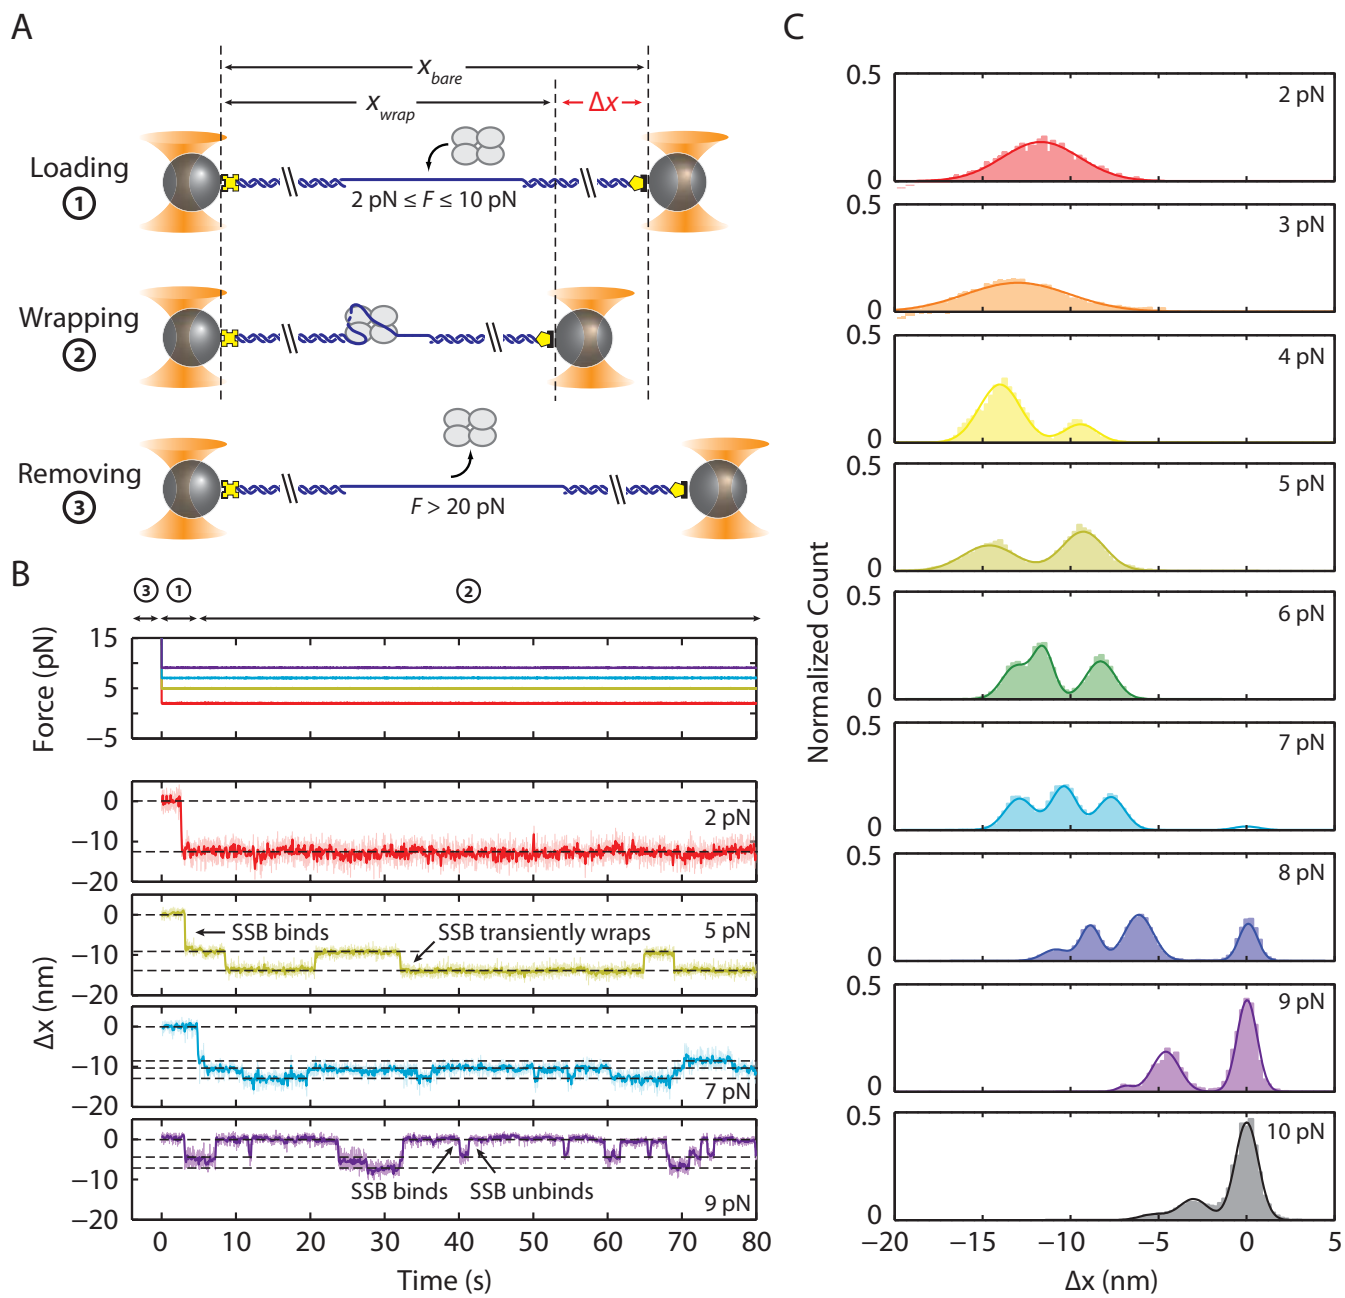 A
x_bare
x_wrap
Δx
Loading
1
2 pN ≤ F ≤ 10 pN
Wrapping
2
Removing
3
F > 20 pN
B
3 1 2
15
5
−5
Force (pN)
0
−10
−20
2 pN
0
−10
−20
SSB binds
SSB transiently wraps
5 pN
0
−10
−20
7 pN
0
−10
−20
SSB binds
SSB unbinds
9 pN
Δx (nm)
0 10 20 30 40 50 60 70 80
Time (s)
C
0.5
0
2 pN
0.5
0
3 pN
0.5
0
4 pN
0.5
0
5 pN
0.5
0
6 pN
0.5
0
7 pN
0.5
0
8 pN
0.5
0
9 pN
0.5
0
10 pN
Normalized Count
−20 −15 −10 −5 0 5
Δx (nm)